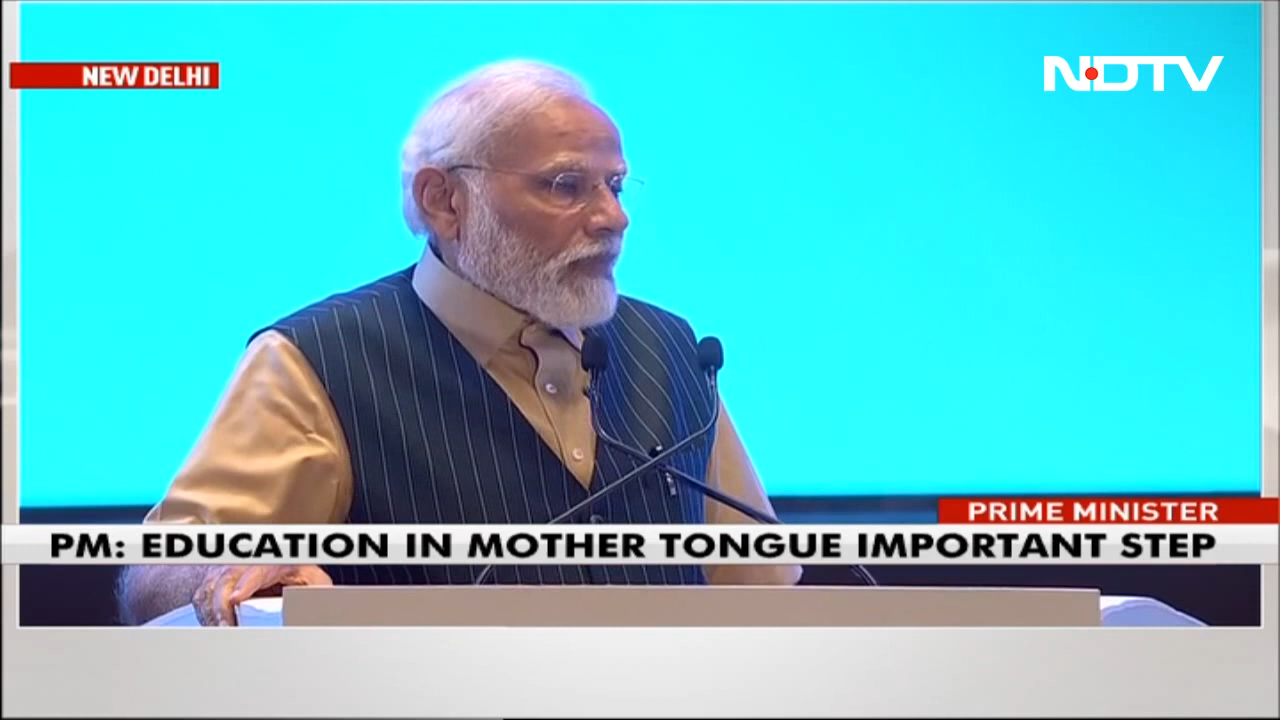 NEW DELHI
NDTV
PRIME MINISTER
PM: EDUCATION IN MOTHER TONGUE IMPORTANT STEP